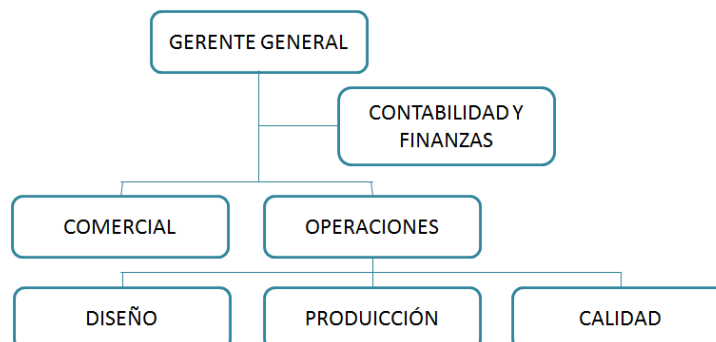 GERENTE GENERAL
CONTABILIDAD Y
FINANZAS
COMERCIAL
OPERACIONES
DISEÑO
PRODUICCIÓN
CALIDAD